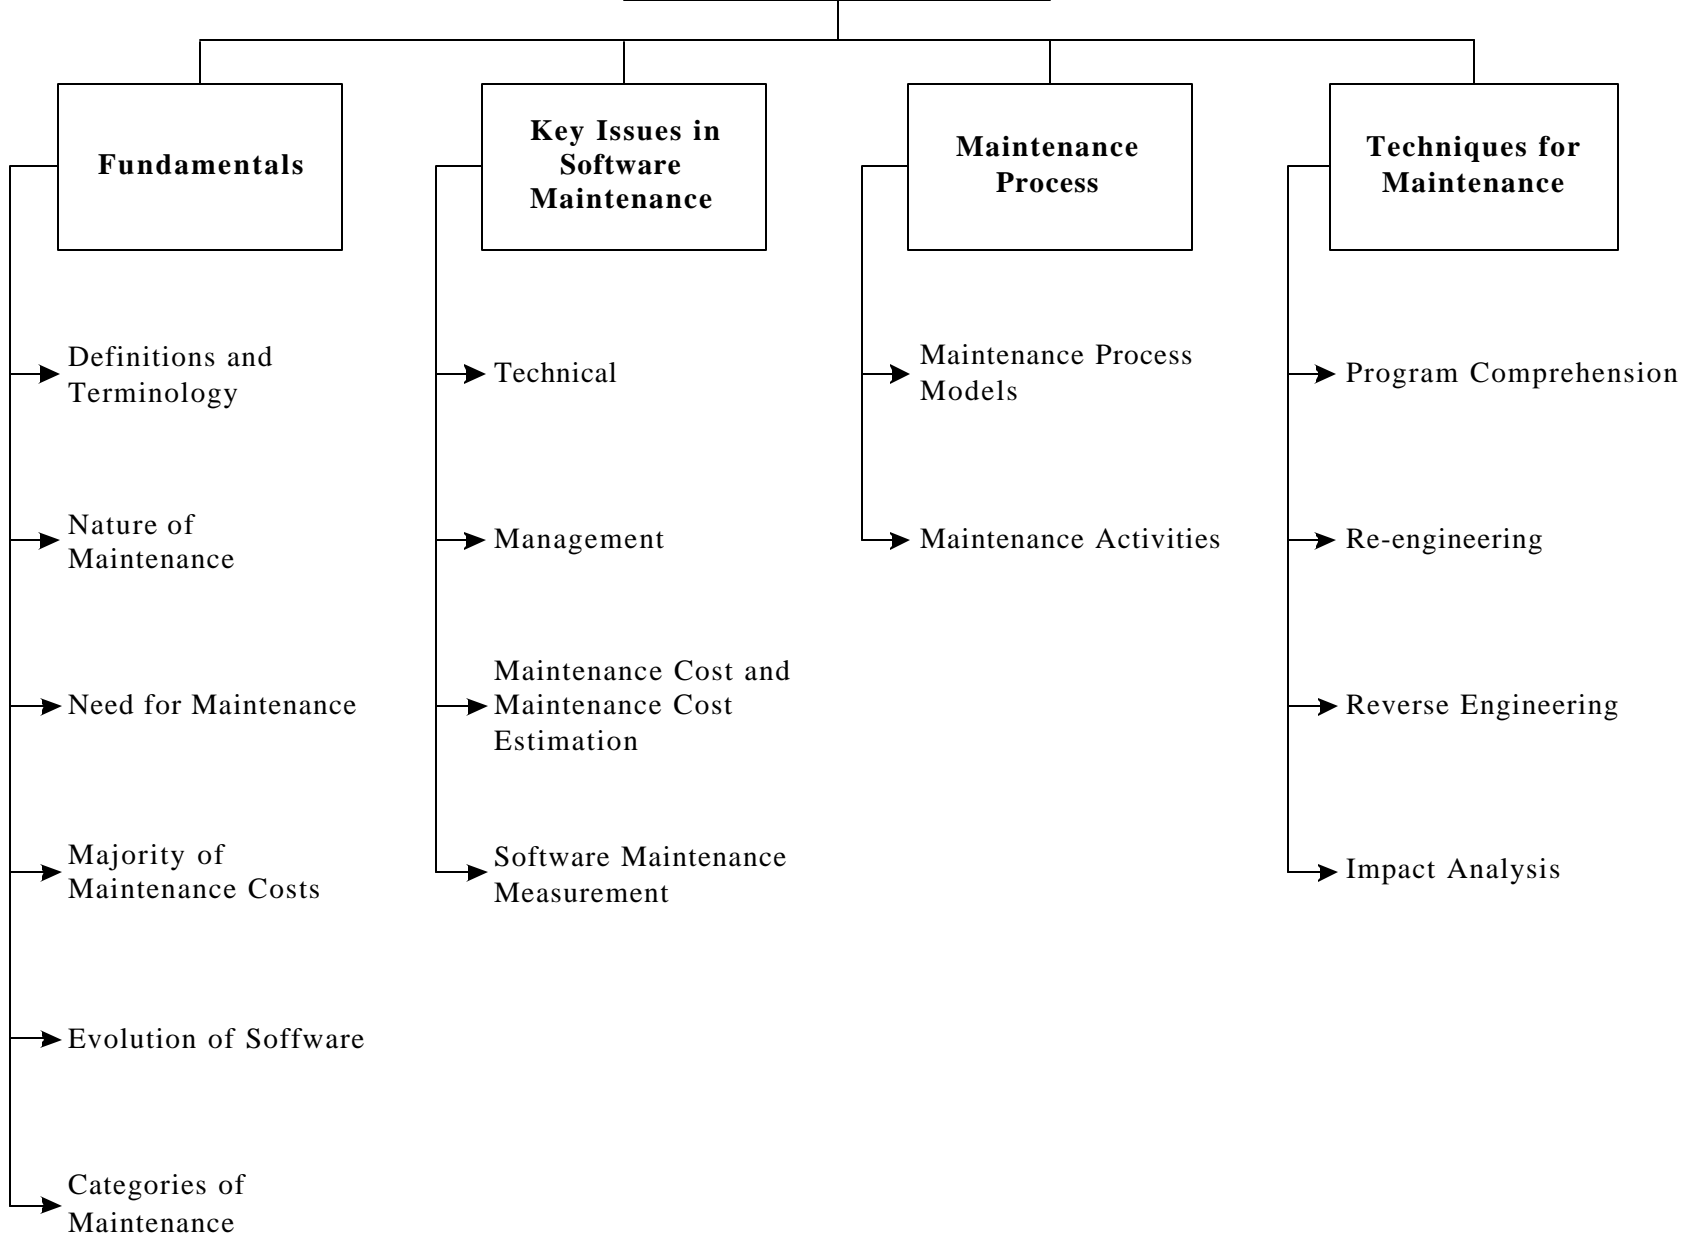 Fundamentals
Definitions and
Terminology
Nature of
Maintenance
Need for Maintenance
Majority of
Maintenance Costs
Evolution of Soffware
Categories of
Maintenance
Key Issues in
Software
Maintenance
Technical
Management
Maintenance Cost and
Maintenance Cost
Estimation
Software Maintenance
Measurement
Maintenance
Process
Maintenance Process
Models
Maintenance Activities
Techniques for
Maintenance
Program Comprehension
Re-engineering
Reverse Engineering
Impact Analysis